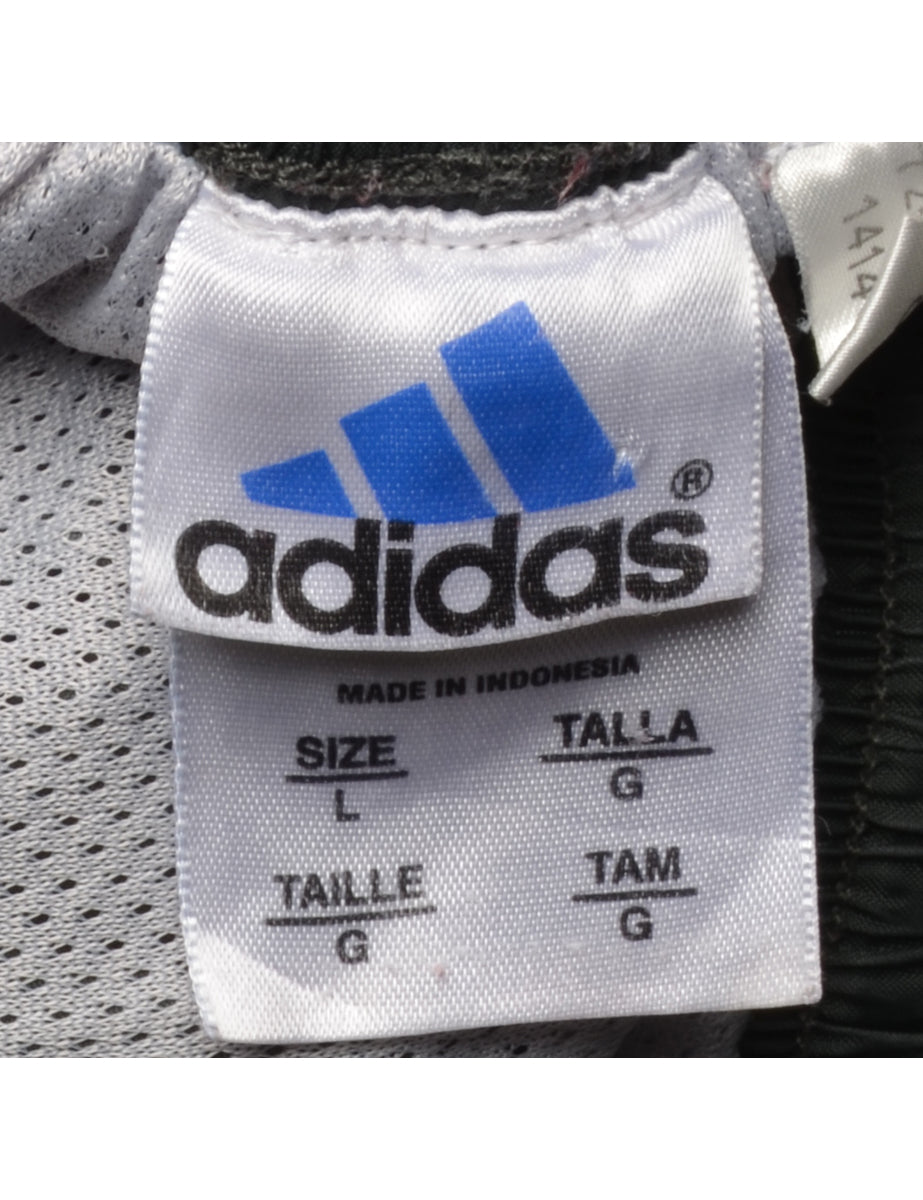 1414
adidas®
MADE IN INDONESIA
SIZE
L
TALLA
G
TAILLE
G
TAM
G